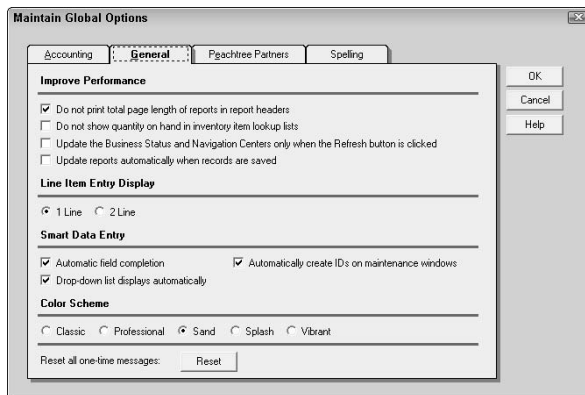 Maintain Global Options
Accounting General Peachtree Partners Spelling
OK
Cancel
Help
Improve Performance
Do not print total page length of reports in report headers
Do not show quantity on hand in inventory item lookup lists
Update the Business Status and Navigation Centers only when the Refresh button is clicked
Update reports automatically when records are saved
Line Item Entry Display
1 Line 2 Line
Smart Data Entry
Automatic field completion Automatically create IDs on maintenance windows
Drop-down list displays automatically
Color Scheme
Classic Professional Sand Splash Vibrant
Reset all one-time messages: Reset